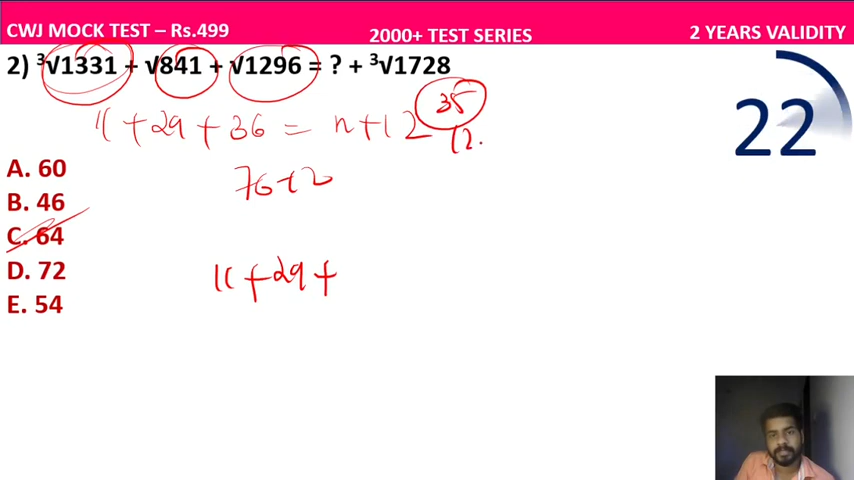 CWJ MOCK TEST – Rs.499 2000+ TEST SERIES 2 YEARS VALIDITY
2) ³√1331 + √841 + √1296 = ? + ³√1728
22
11 + 29 + 36 = n + 12
35
12.
A. 60
76 + 2
B. 46
C. 64
D. 72
11 + 29 +
E. 54